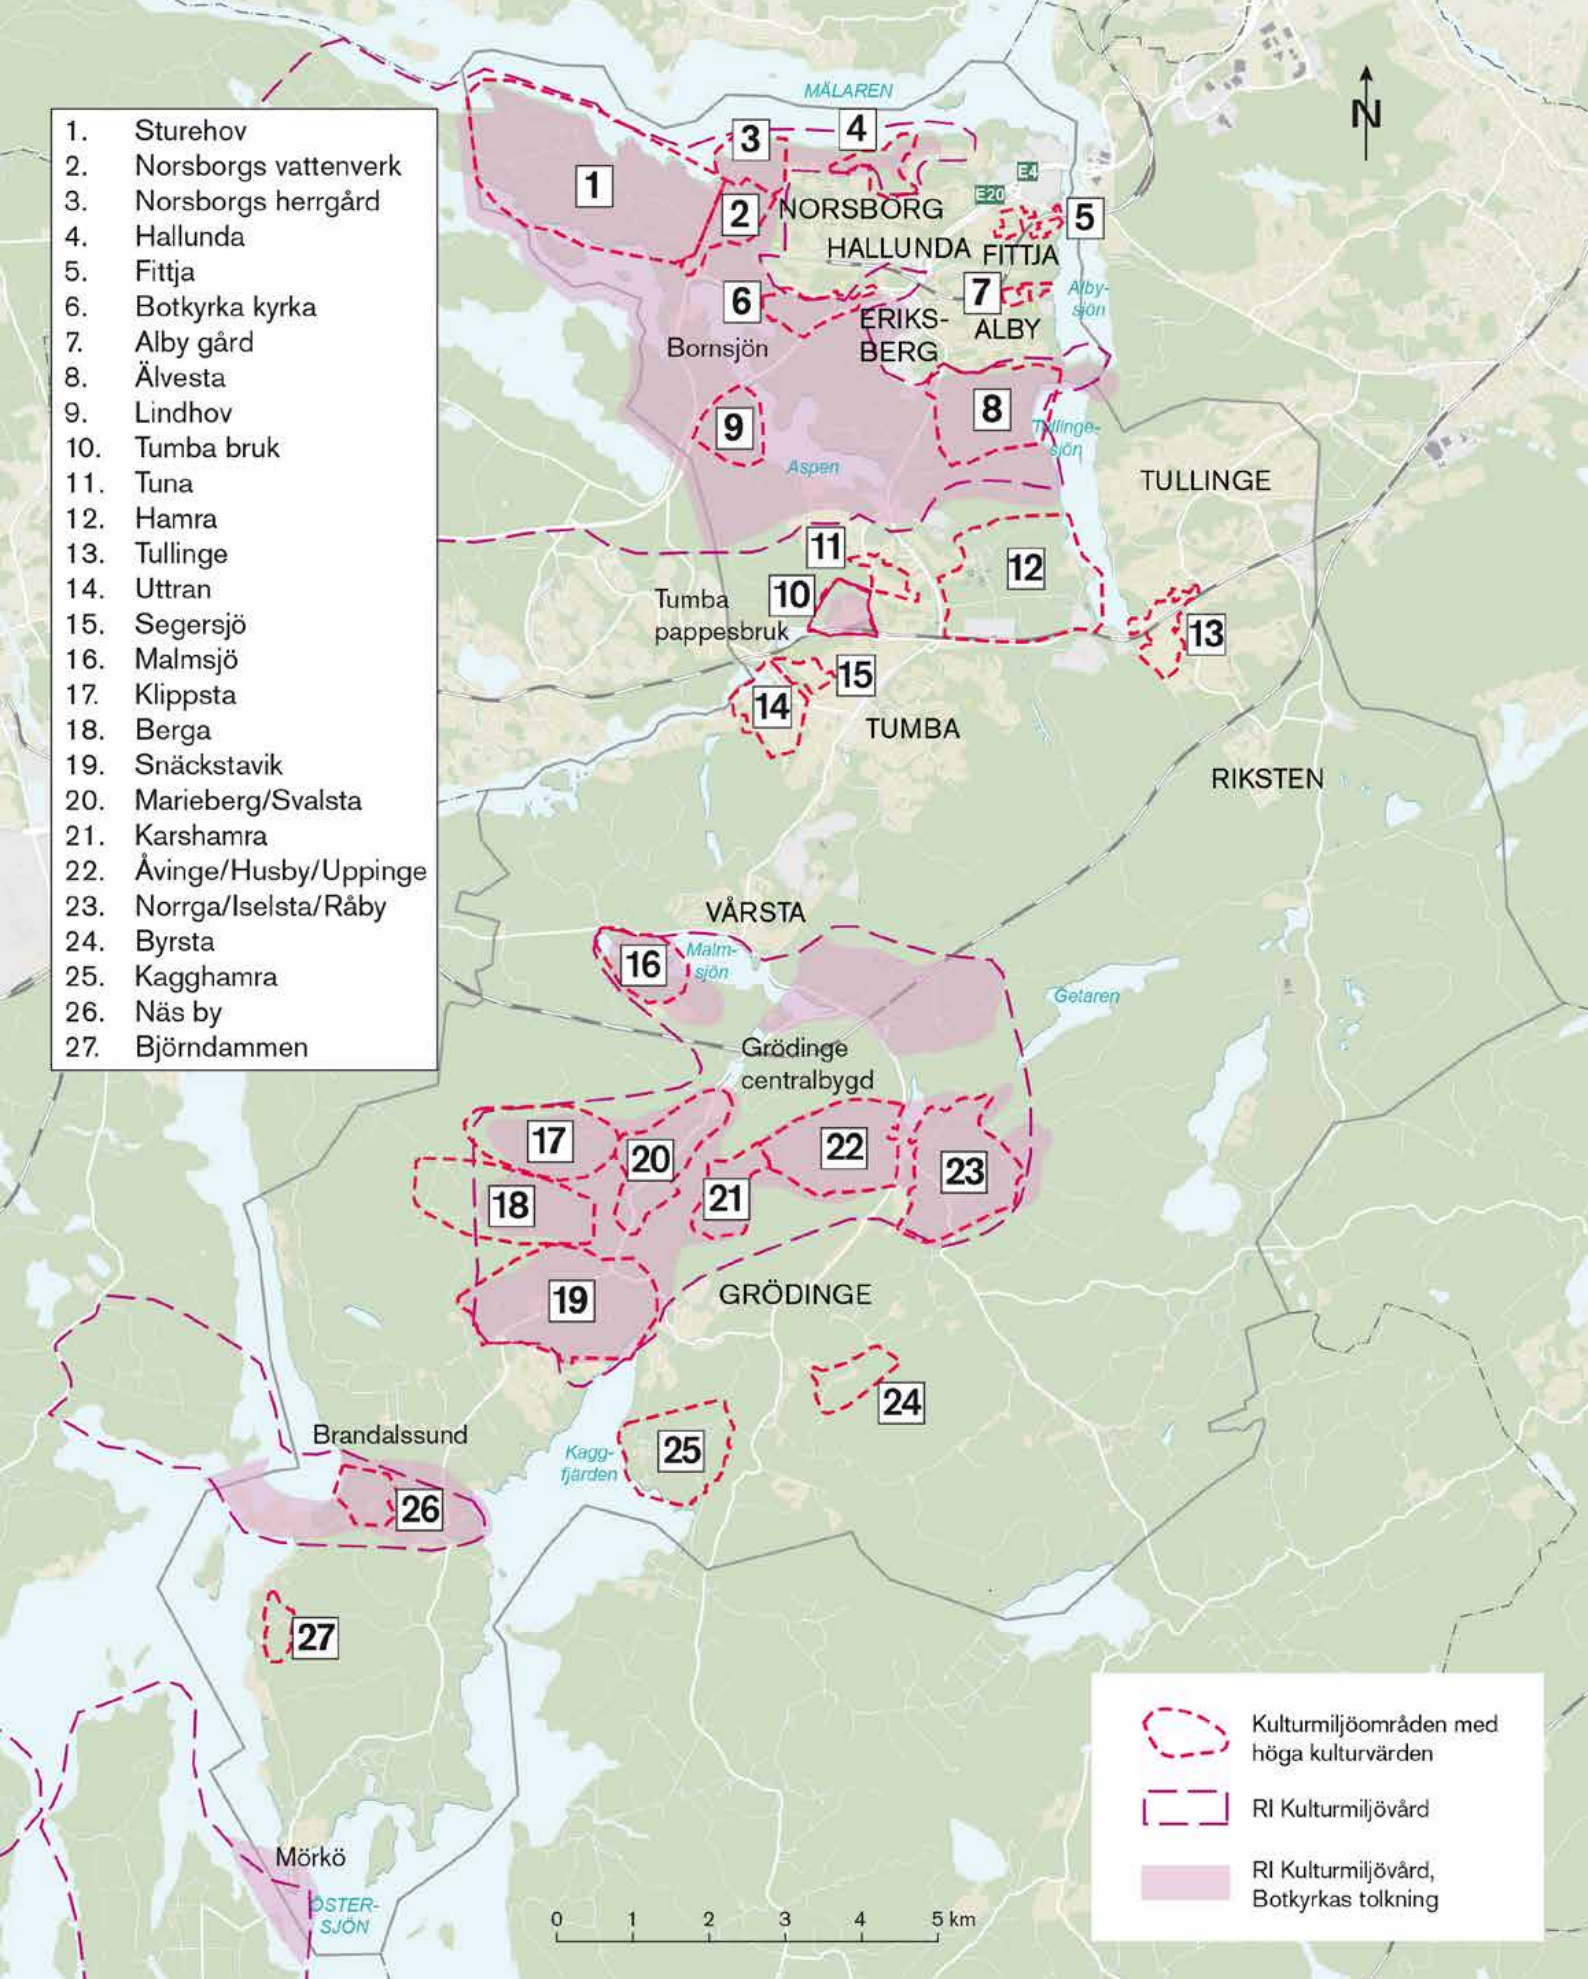 1. Sturehov
2. Norsborgs vattenverk
3. Norsborgs herrgård
4. Hallunda
5. Fittja
6. Botkyrka kyrka
7. Alby gård
8. Älvesta
9. Lindhov
10. Tumba bruk
11. Tuna
12. Hamra
13. Tullinge
14. Uttran
15. Segersjö
16. Malmsjö
17. Klippsta
18. Berga
19. Snäckstavik
20. Marieberg/Svalsta
21. Karshamra
22. Åvinge/Husby/Uppinge
23. Norrga/Iselsta/Råby
24. Byrsta
25. Kagghamra
26. Näs by
27. Björndammen
MÄLAREN
N
3
4
1
E4
E20
2
NORSBORG
5
HALLUNDA
FITTJA
6
7
Alby-
sjön
ERIKS-
BERG
ALBY
Bornsjön
8
9
Tullinge-
sjön
Aspen
TULLINGE
11
12
10
Tumba
pappesbruk
13
15
14
TUMBA
RIKSTEN
VÅRSTA
16
Malm-
sjön
Getaren
Grödinge
centralbygd
17
20
22
23
18
21
19
GRÖDINGE
24
Brandalssund
25
Kagg-
fjärden
26
27
Mörkö
ÖSTER-
SJÖN
0 1 2 3 4 5 km
Kulturmiljöområden med
höga kulturvärden
RI Kulturmiljövård
RI Kulturmiljövård,
Botkyrkas tolkning